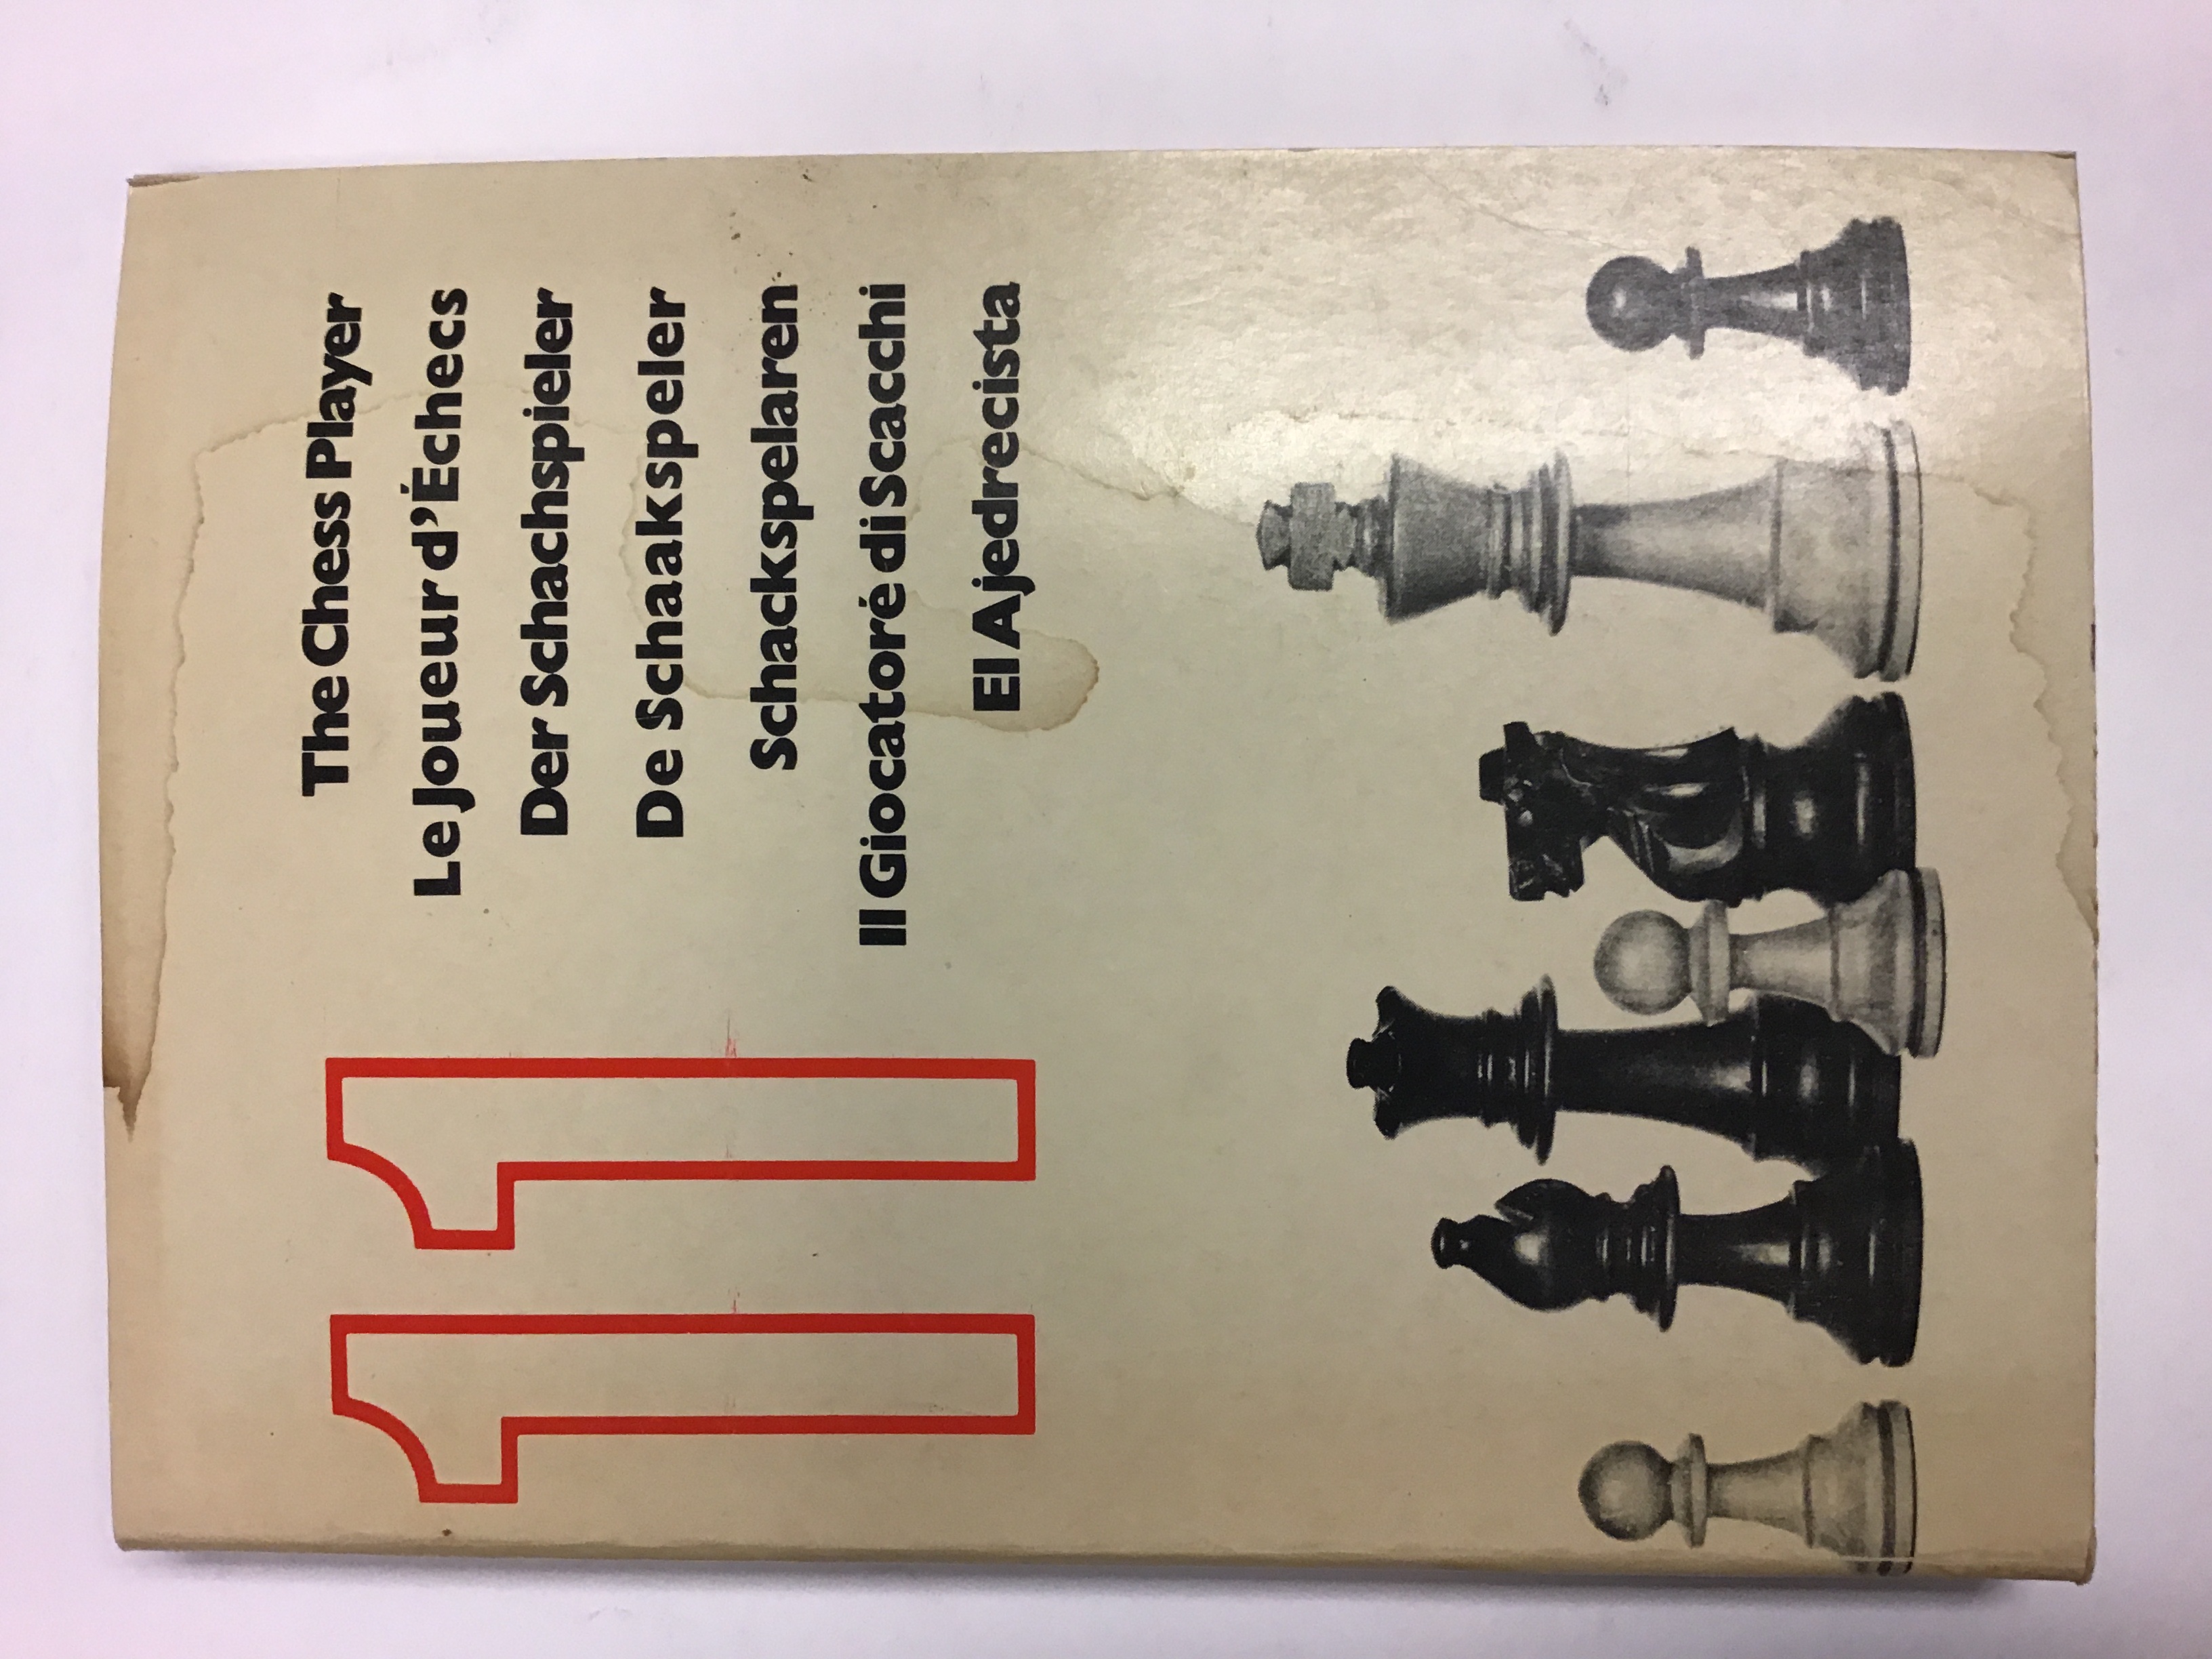 11
The Chess Player
Le Joueur d'Échecs
Der Schachspieler
De Schaakspeler
Schackspelaren
Il Giocatoré di Scacchi
El Ajedrecista